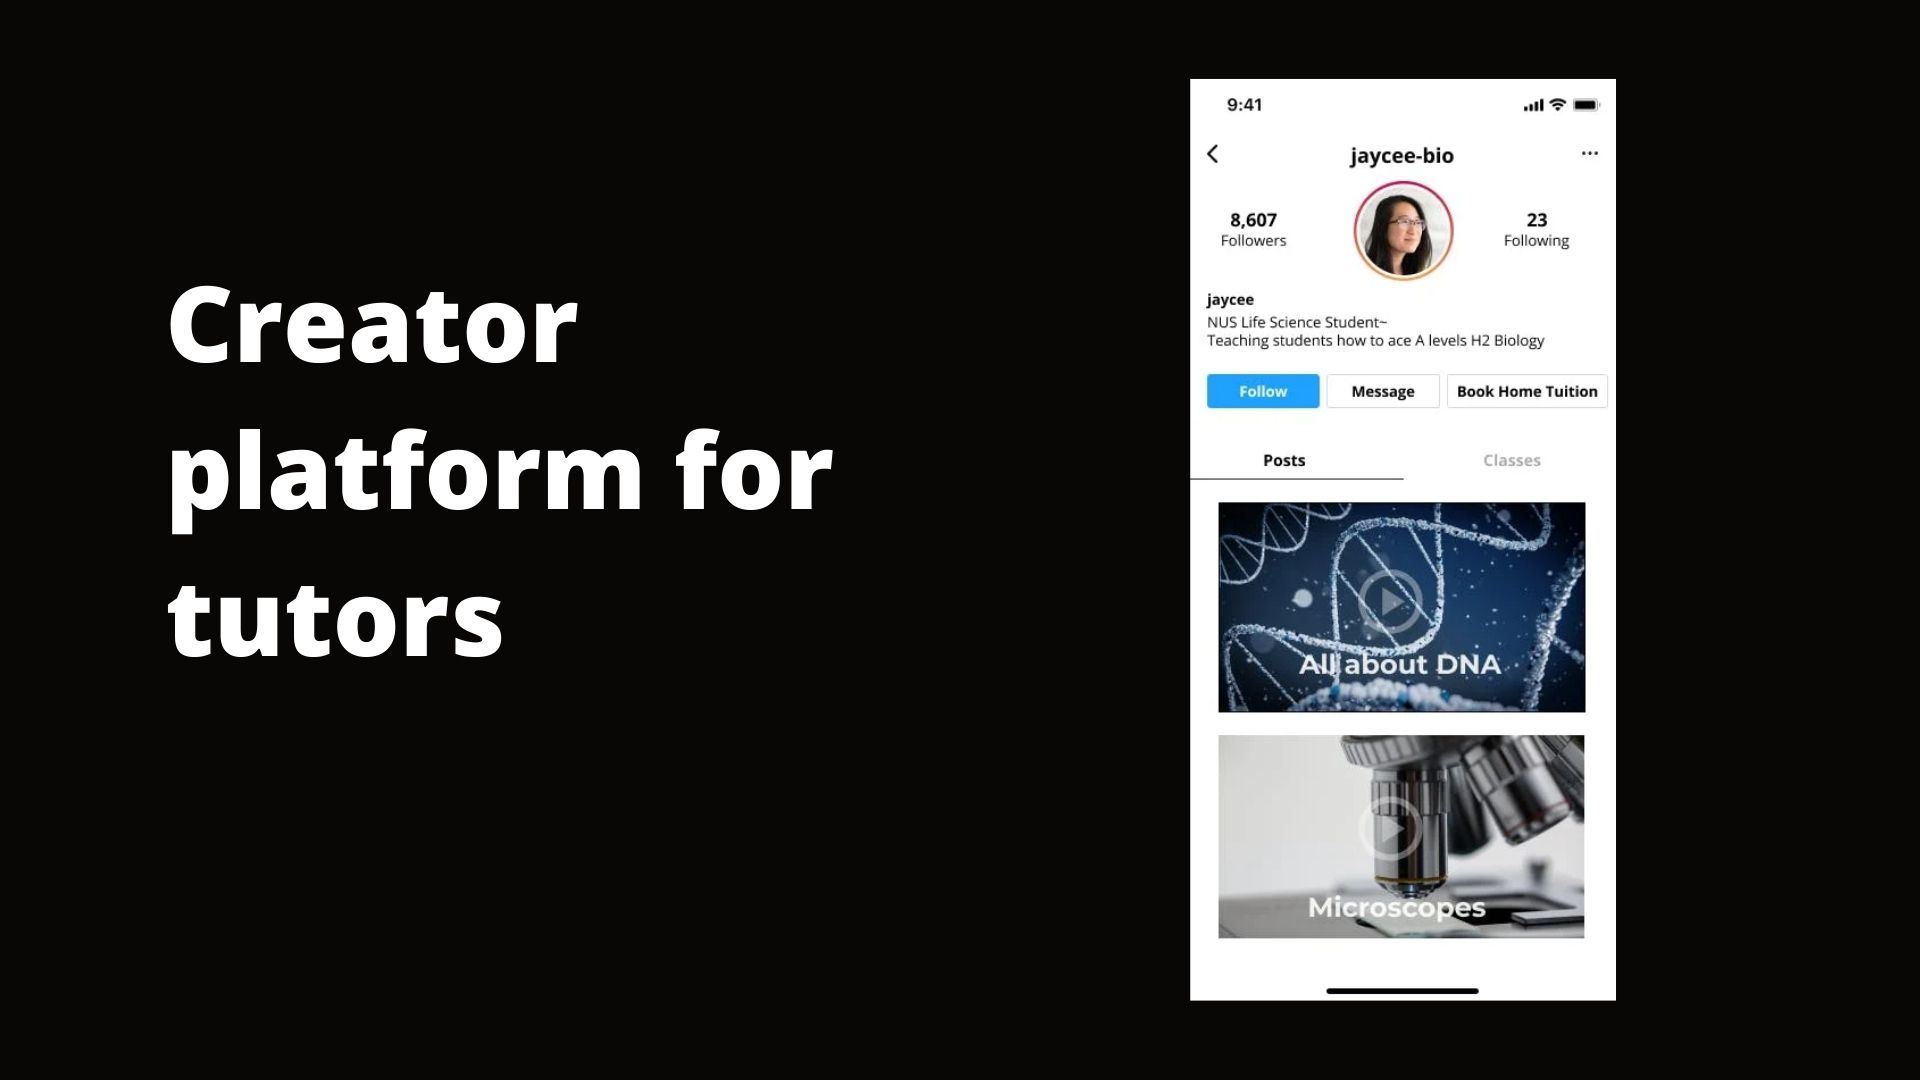 Creator
platform for
tutors
9:41
jaycee-bio
8,607
Followers
23
Following
jaycee
NUS Life Science Student~
Teaching students how to ace A levels H2 Biology
Follow
Message
Book Home Tuition
Posts
Classes
All about DNA
Microscopes